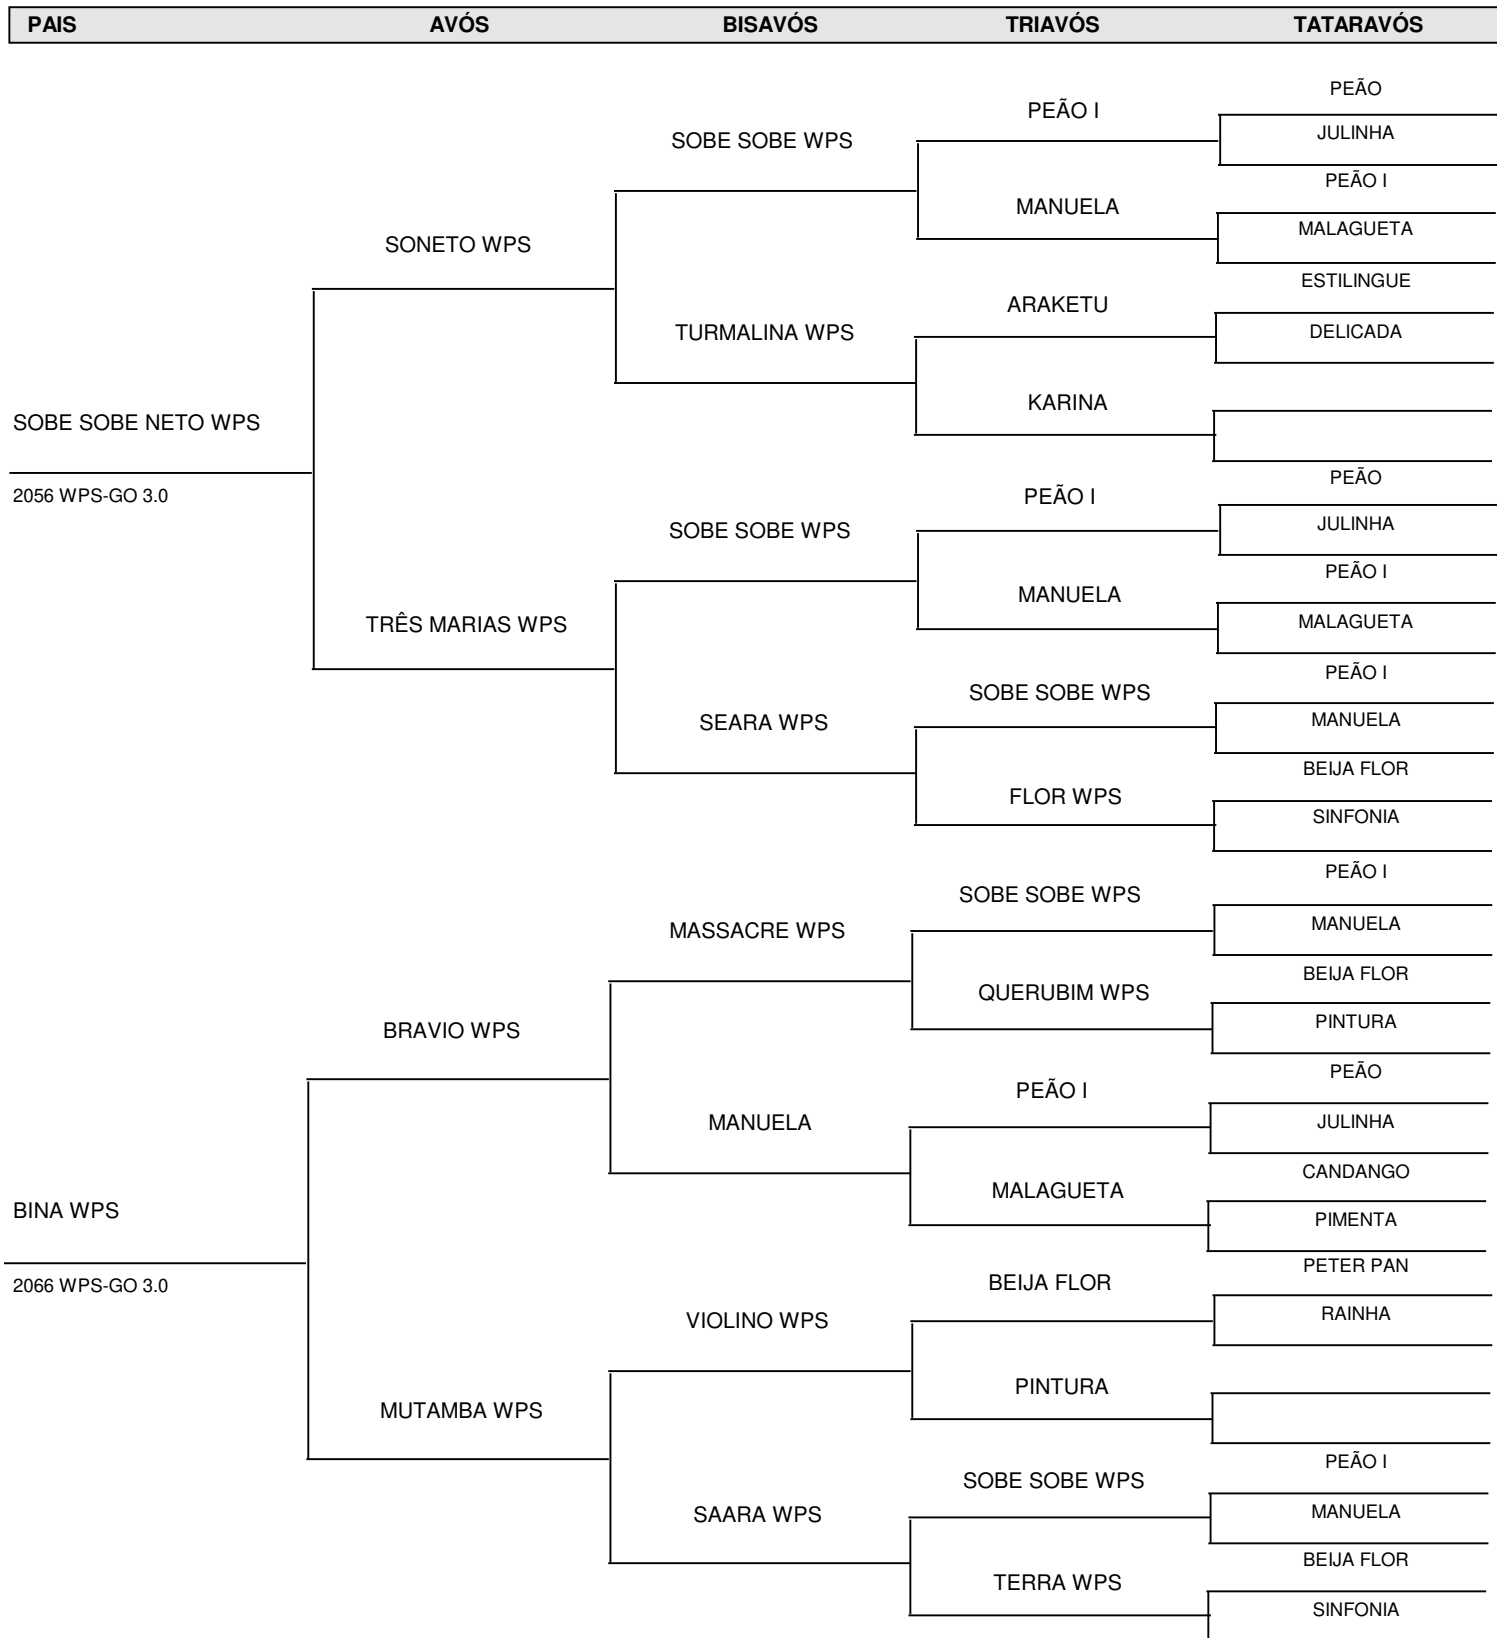 PAIS AVÓS BISAVÓS TRIAVÓS TATARAVÓS
PEÃO
PEÃO I
JULINHA
SOBE SOBE WPS
PEÃO I
MANUELA
MALAGUETA
SONETO WPS
ESTILINGUE
ARAKETU
TURMALINA WPS
DELICADA
KARINA
SOBE SOBE NETO WPS
PEÃO
2056 WPS-GO 3.0
PEÃO I
JULINHA
SOBE SOBE WPS
PEÃO I
MANUELA
MALAGUETA
TRÊS MARIAS WPS
PEÃO I
SOBE SOBE WPS
MANUELA
SEARA WPS
BEIJA FLOR
FLOR WPS
SINFONIA
PEÃO I
SOBE SOBE WPS
MANUELA
MASSACRE WPS
BEIJA FLOR
QUERUBIM WPS
PINTURA
BRAVIO WPS
PEÃO
PEÃO I
JULINHA
MANUELA
CANDANGO
MALAGUETA
BINA WPS
PIMENTA
PETER PAN
2066 WPS-GO 3.0
BEIJA FLOR
RAINHA
VIOLINO WPS
PINTURA
MUTAMBA WPS
PEÃO I
SOBE SOBE WPS
MANUELA
SAARA WPS
BEIJA FLOR
TERRA WPS
SINFONIA